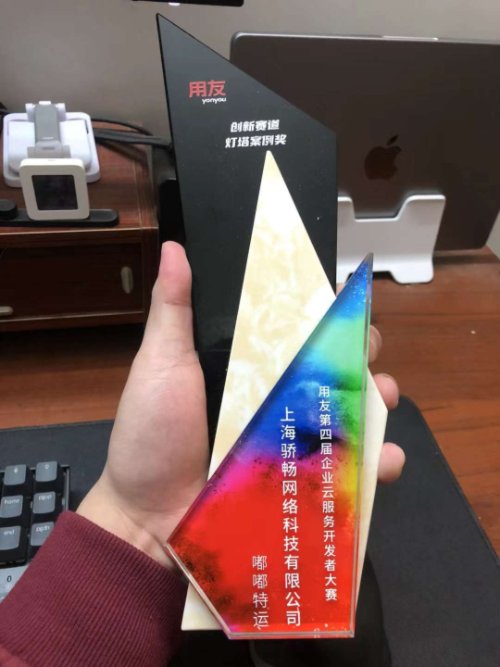 用友
yonyou
创新赛道
灯塔案例奖
用友第四届企业云服务开发者大赛
上海骄畅网络科技有限公司
嘟嘟特运
end
0